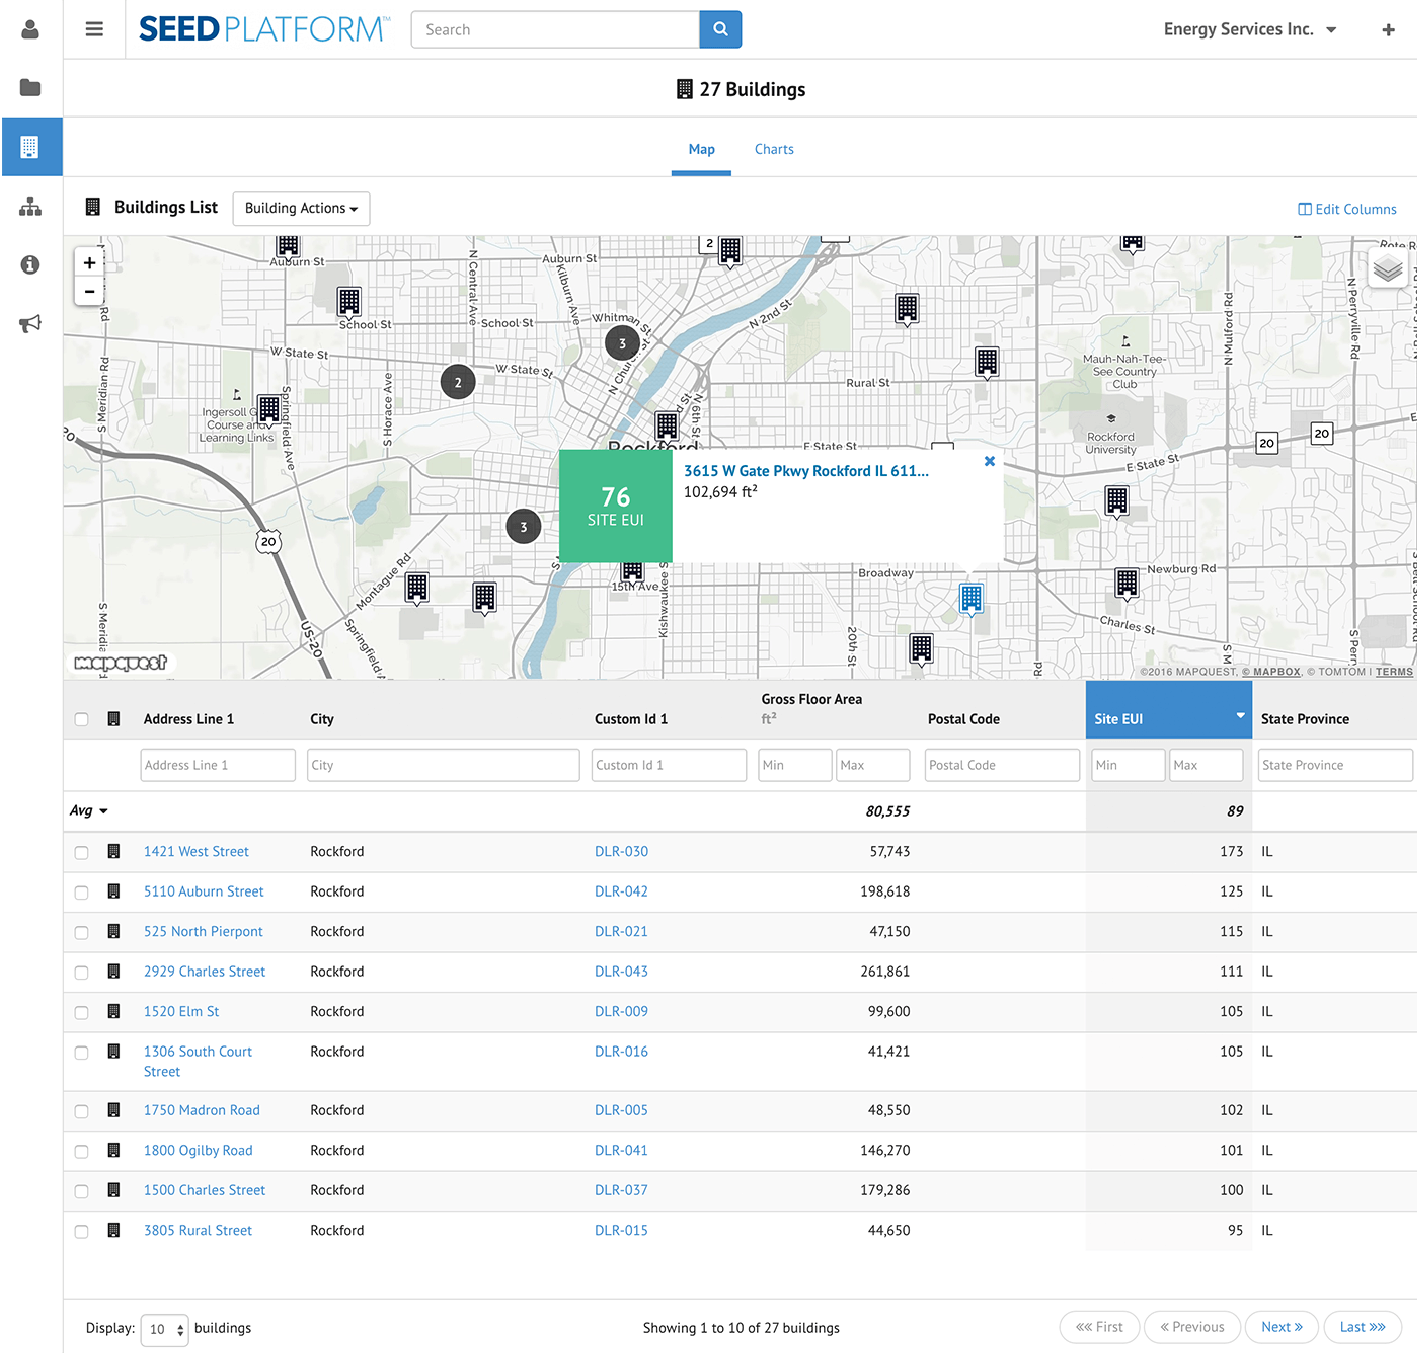 SEED PLATFORM™
Search
Energy Services Inc.
27 Buildings
Map
Charts
Buildings List
Building Actions
Edit Columns
+
−
Auburn St
N Central Ave
Auburn St
Kilburn Ave
2
N 2nd St
School St
School St
Whitman St
3
N Mulford Rd
N Perryville Rd
W State St
W State St
2
Mauh-Nah-Tee-
See Country
Club
Rural St
S Meridian Rd
Springfield Ave
S Horace Ave
N 6th St
Ingersoll G
Course and
Learning Links
Rockford
E State St
Rockford
University
20
20
E State St
76
SITE EUI
3615 W Gate Pkwy Rockford IL 611...
102,694 ft²
3
20
Montague Rd
15th Ave
Kishwaukee S
Broadway
Newburg Rd
Charles St
20th St
US-20
mapquest
©2016 MAPQUEST, © MAPBOX, © TOMTOM | TERMS
Address Line 1
City
Custom Id 1
Gross Floor Area
ft²
Postal Code
Site EUI
State Province
Address Line 1
City
Custom Id 1
Min
Max
Postal Code
Min
Max
State Province
Avg 80,555 89
1421 West Street Rockford DLR-030 57,743 173 IL
5110 Auburn Street Rockford DLR-042 198,618 125 IL
525 North Pierpont Rockford DLR-021 47,150 115 IL
2929 Charles Street Rockford DLR-043 261,861 111 IL
1520 Elm St Rockford DLR-009 99,600 105 IL
1306 South Court Rockford DLR-016 41,421 105 IL
Street
1750 Madron Road Rockford DLR-005 48,550 102 IL
1800 Ogilby Road Rockford DLR-041 146,270 101 IL
1500 Charles Street Rockford DLR-037 179,286 100 IL
3805 Rural Street Rockford DLR-015 44,650 95 IL
Display: 10 buildings
Showing 1 to 10 of 27 buildings
«« First
« Previous
Next »
Last »»